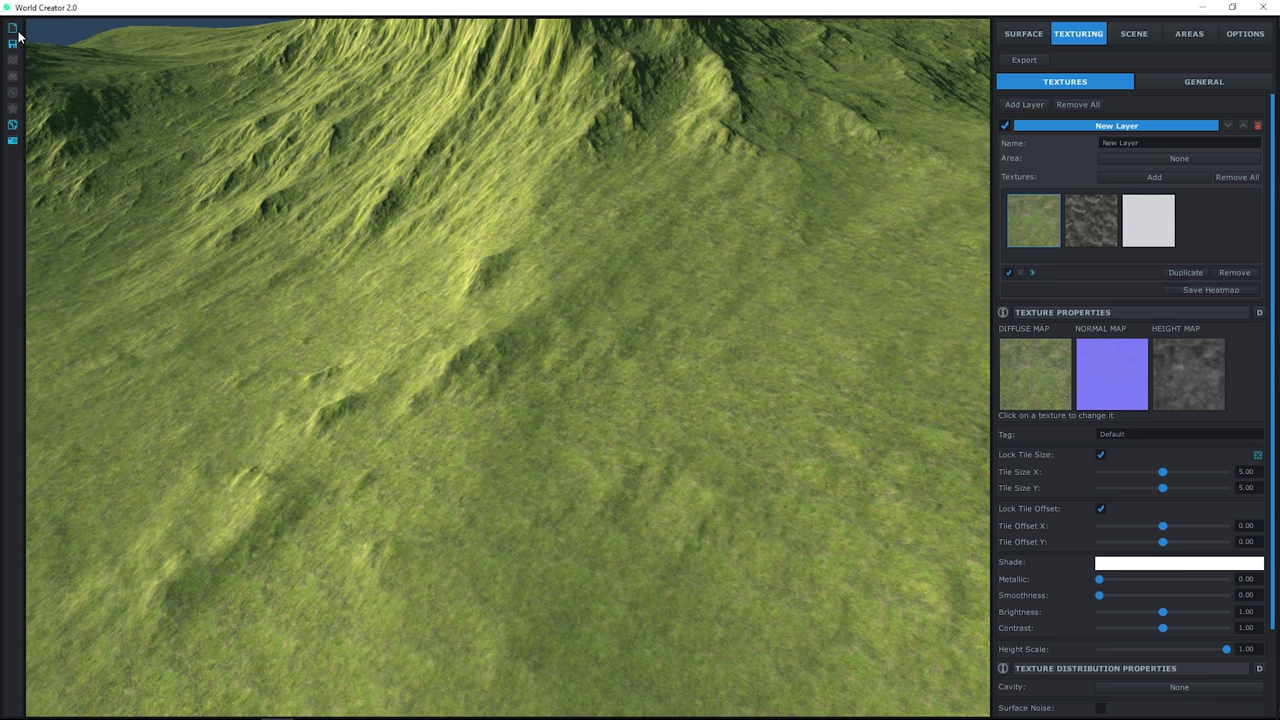 World Creator 2.0
SURFACE TEXTURING SCENE AREAS OPTIONS
Export
TEXTURES GENERAL
Add Layer Remove All
New Layer
Name: New Layer
Area: None
Textures: Add Remove All
Duplicate Remove
Save Heatmap
TEXTURE PROPERTIES D
DIFFUSE MAP NORMAL MAP HEIGHT MAP
Click on a texture to change it
Tag: Default
Lock Tile Size:
Tile Size X: 5.00
Tile Size Y: 5.00
Lock Tile Offset:
Tile Offset X: 0.00
Tile Offset Y: 0.00
Shade:
Metallic: 0.00
Smoothness: 0.00
Brightness: 1.00
Contrast: 1.00
Height Scale: 1.00
TEXTURE DISTRIBUTION PROPERTIES D
Cavity: None
Surface Noise: